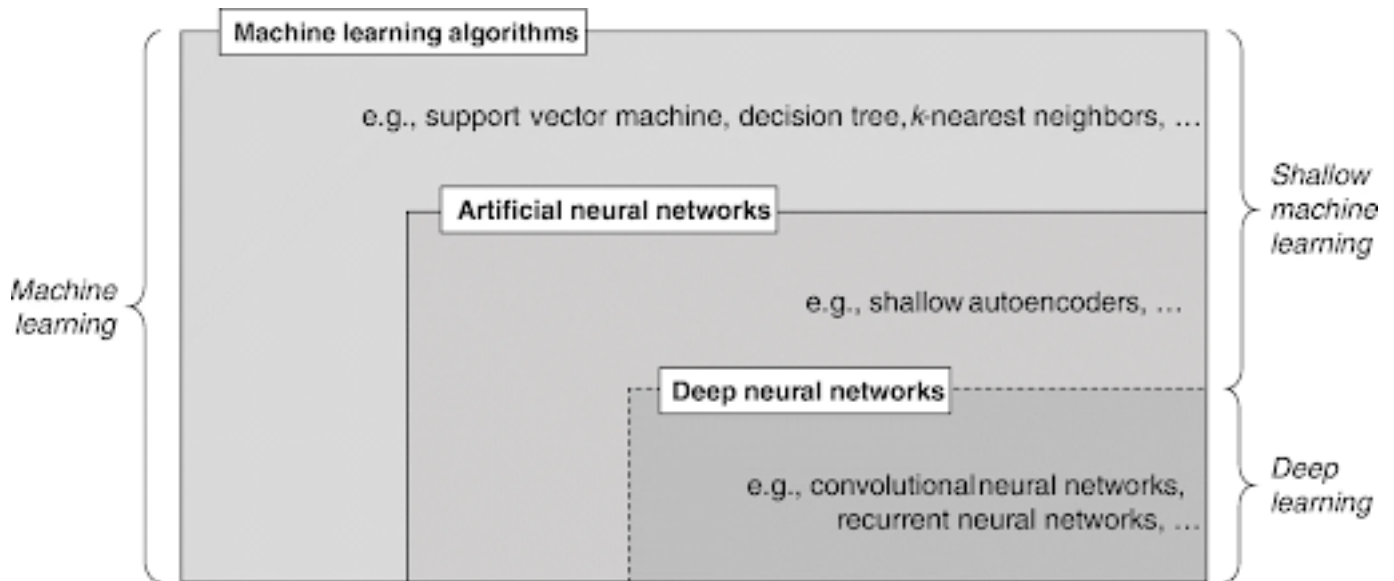 Machine learning algorithms
e.g., support vector machine, decision tree, k-nearest neighbors, …
Shallow
machine
learning
Artificial neural networks
Machine
learning
e.g., shallow autoencoders, …
Deep neural networks
e.g., convolutional neural networks,
recurrent neural networks, …
Deep
learning